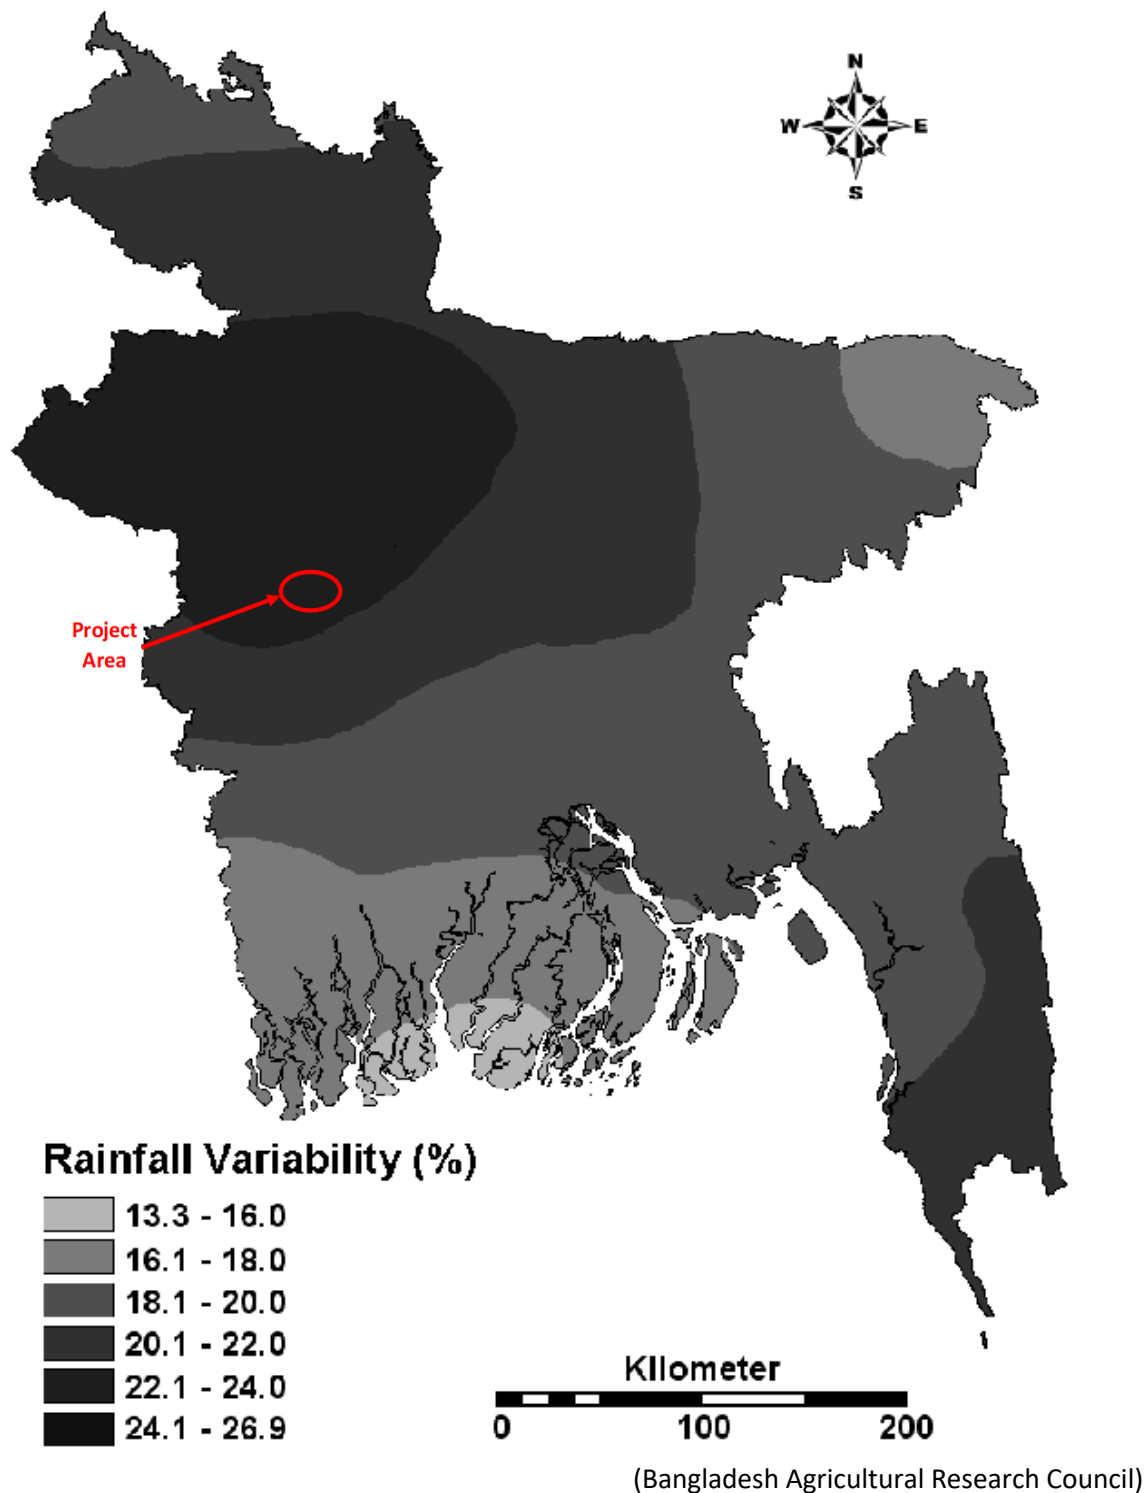 N
W E
S
Project
Area
Rainfall Variability (%)
13.3 - 16.0
16.1 - 18.0
18.1 - 20.0
20.1 - 22.0
22.1 - 24.0
24.1 - 26.9
Kilometer
0 100 200
(Bangladesh Agricultural Research Council)